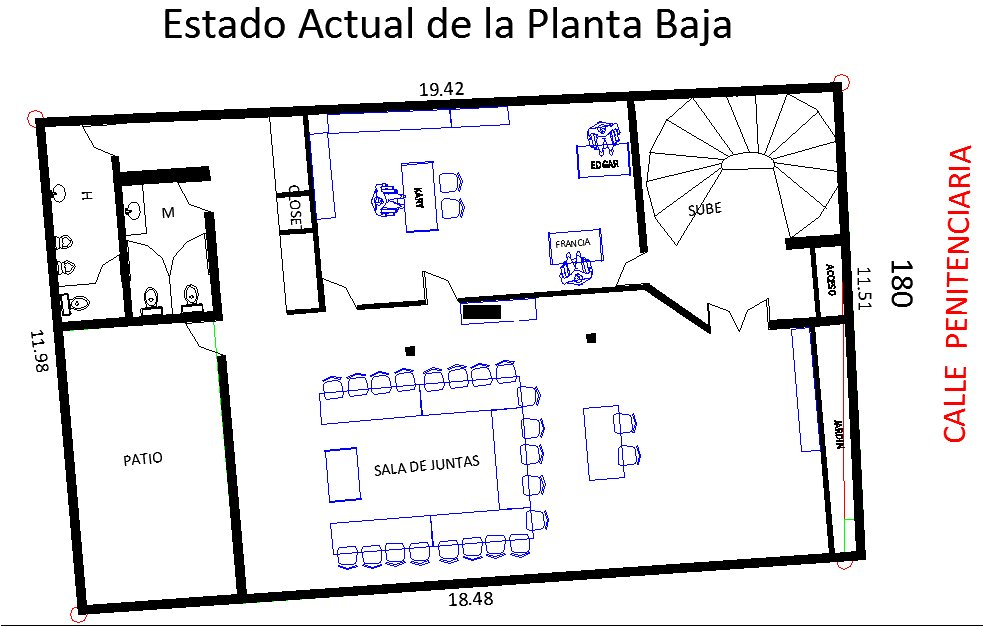 Estado Actual de la Planta Baja
19.42
EDGAR
H
M
CLOSE
KARY
SUBE
FRANCIA
ACCESO
11.51
180
CALLE PENITENCIARIA
11.98
JARDIN
PATIO
SALA DE JUNTAS
18.48